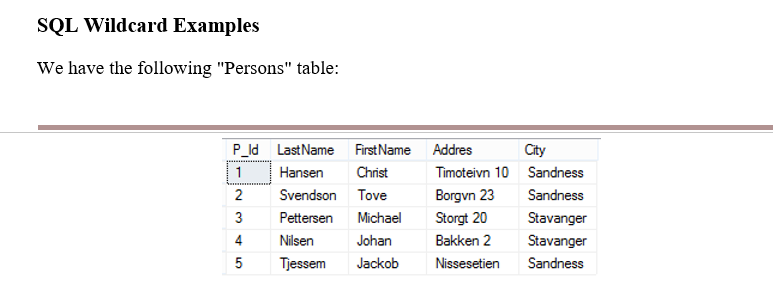 SQL Wildcard Examples
We have the following "Persons" table:
P_Id LastName FirstName Addres City
1 Hansen Christ Timoteivn 10 Sandness
2 Svendson Tove Borgvn 23 Sandness
3 Pettersen Michael Storgt 20 Stavanger
4 Nilsen Johan Bakken 2 Stavanger
5 Tjessem Jackob Nissesetien Sandness